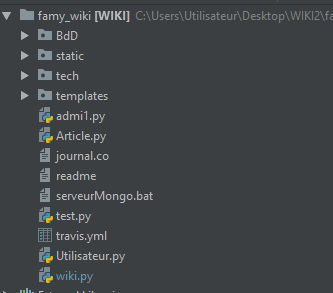 famy_wiki [WIKI] C:\Users\Utilisateur\Desktop\WIKI2\fa
BdD
static
tech
templates
admi1.py
Article.py
journal.co
readme
serveurMongo.bat
test.py
travis.yml
Utilisateur.py
wiki.py